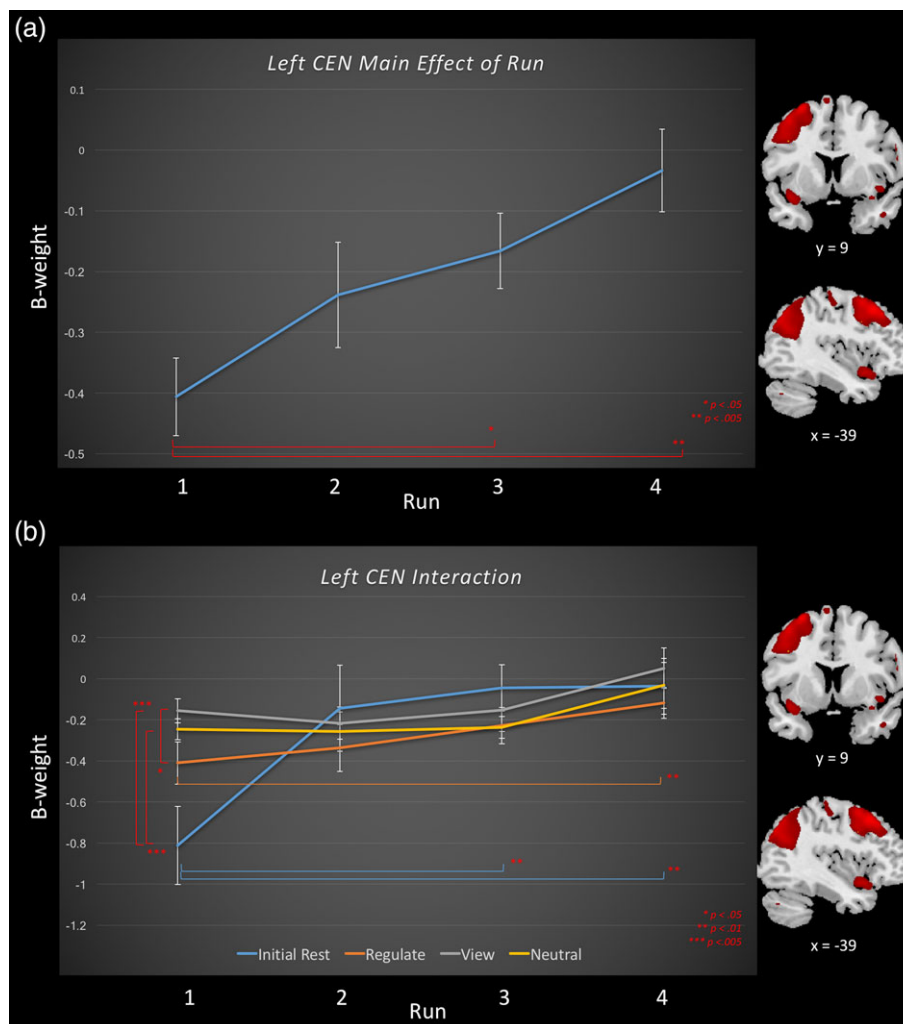 (a)
Left CEN Main Effect of Run
0.1
0
-0.1
-0.2
-0.3
-0.4
-0.5
B-weight
*
**
* p < .05
** p < .005
1 2 3 4
Run
y = 9
x = -39
(b)
Left CEN Interaction
0.4
0.2
0
-0.2
-0.4
-0.6
-0.8
-1
-1.2
B-weight
***
*
***
**
**
**
* p < .05
** p < .01
*** p < .005
Initial Rest Regulate View Neutral
1 2 3 4
Run
y = 9
x = -39